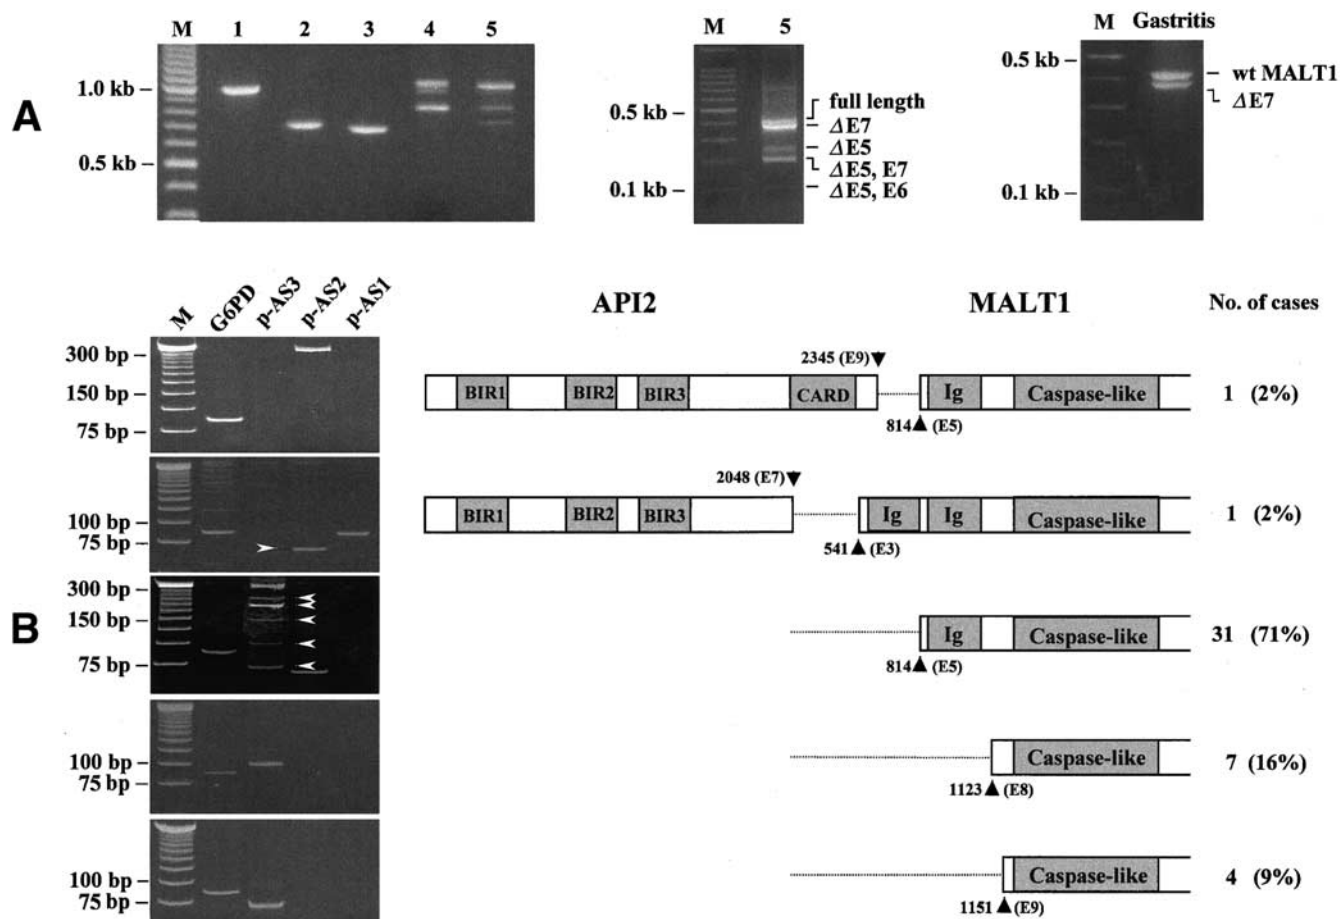 A
M 1 2 3 4 5
1.0 kb
0.5 kb
M 5
0.5 kb
0.1 kb
full length
ΔE7
ΔE5
ΔE5, E7
ΔE5, E6
M Gastritis
0.5 kb
0.1 kb
wt MALT1
ΔE7
B
M G6PD p-AS3 p-AS2 p-AS1
API2 MALT1 No. of cases
300 bp
150 bp
75 bp
2345 (E9)
BIR1 BIR2 BIR3 CARD Ig Caspase-like 1 (2%)
814 (E5)
100 bp
75 bp
2048 (E7)
BIR1 BIR2 BIR3 Ig Ig Caspase-like 1 (2%)
541 (E3)
300 bp
150 bp
75 bp
Ig Caspase-like 31 (71%)
814 (E5)
100 bp
75 bp
Caspase-like 7 (16%)
1123 (E8)
100 bp
75 bp
Caspase-like 4 (9%)
1151 (E9)